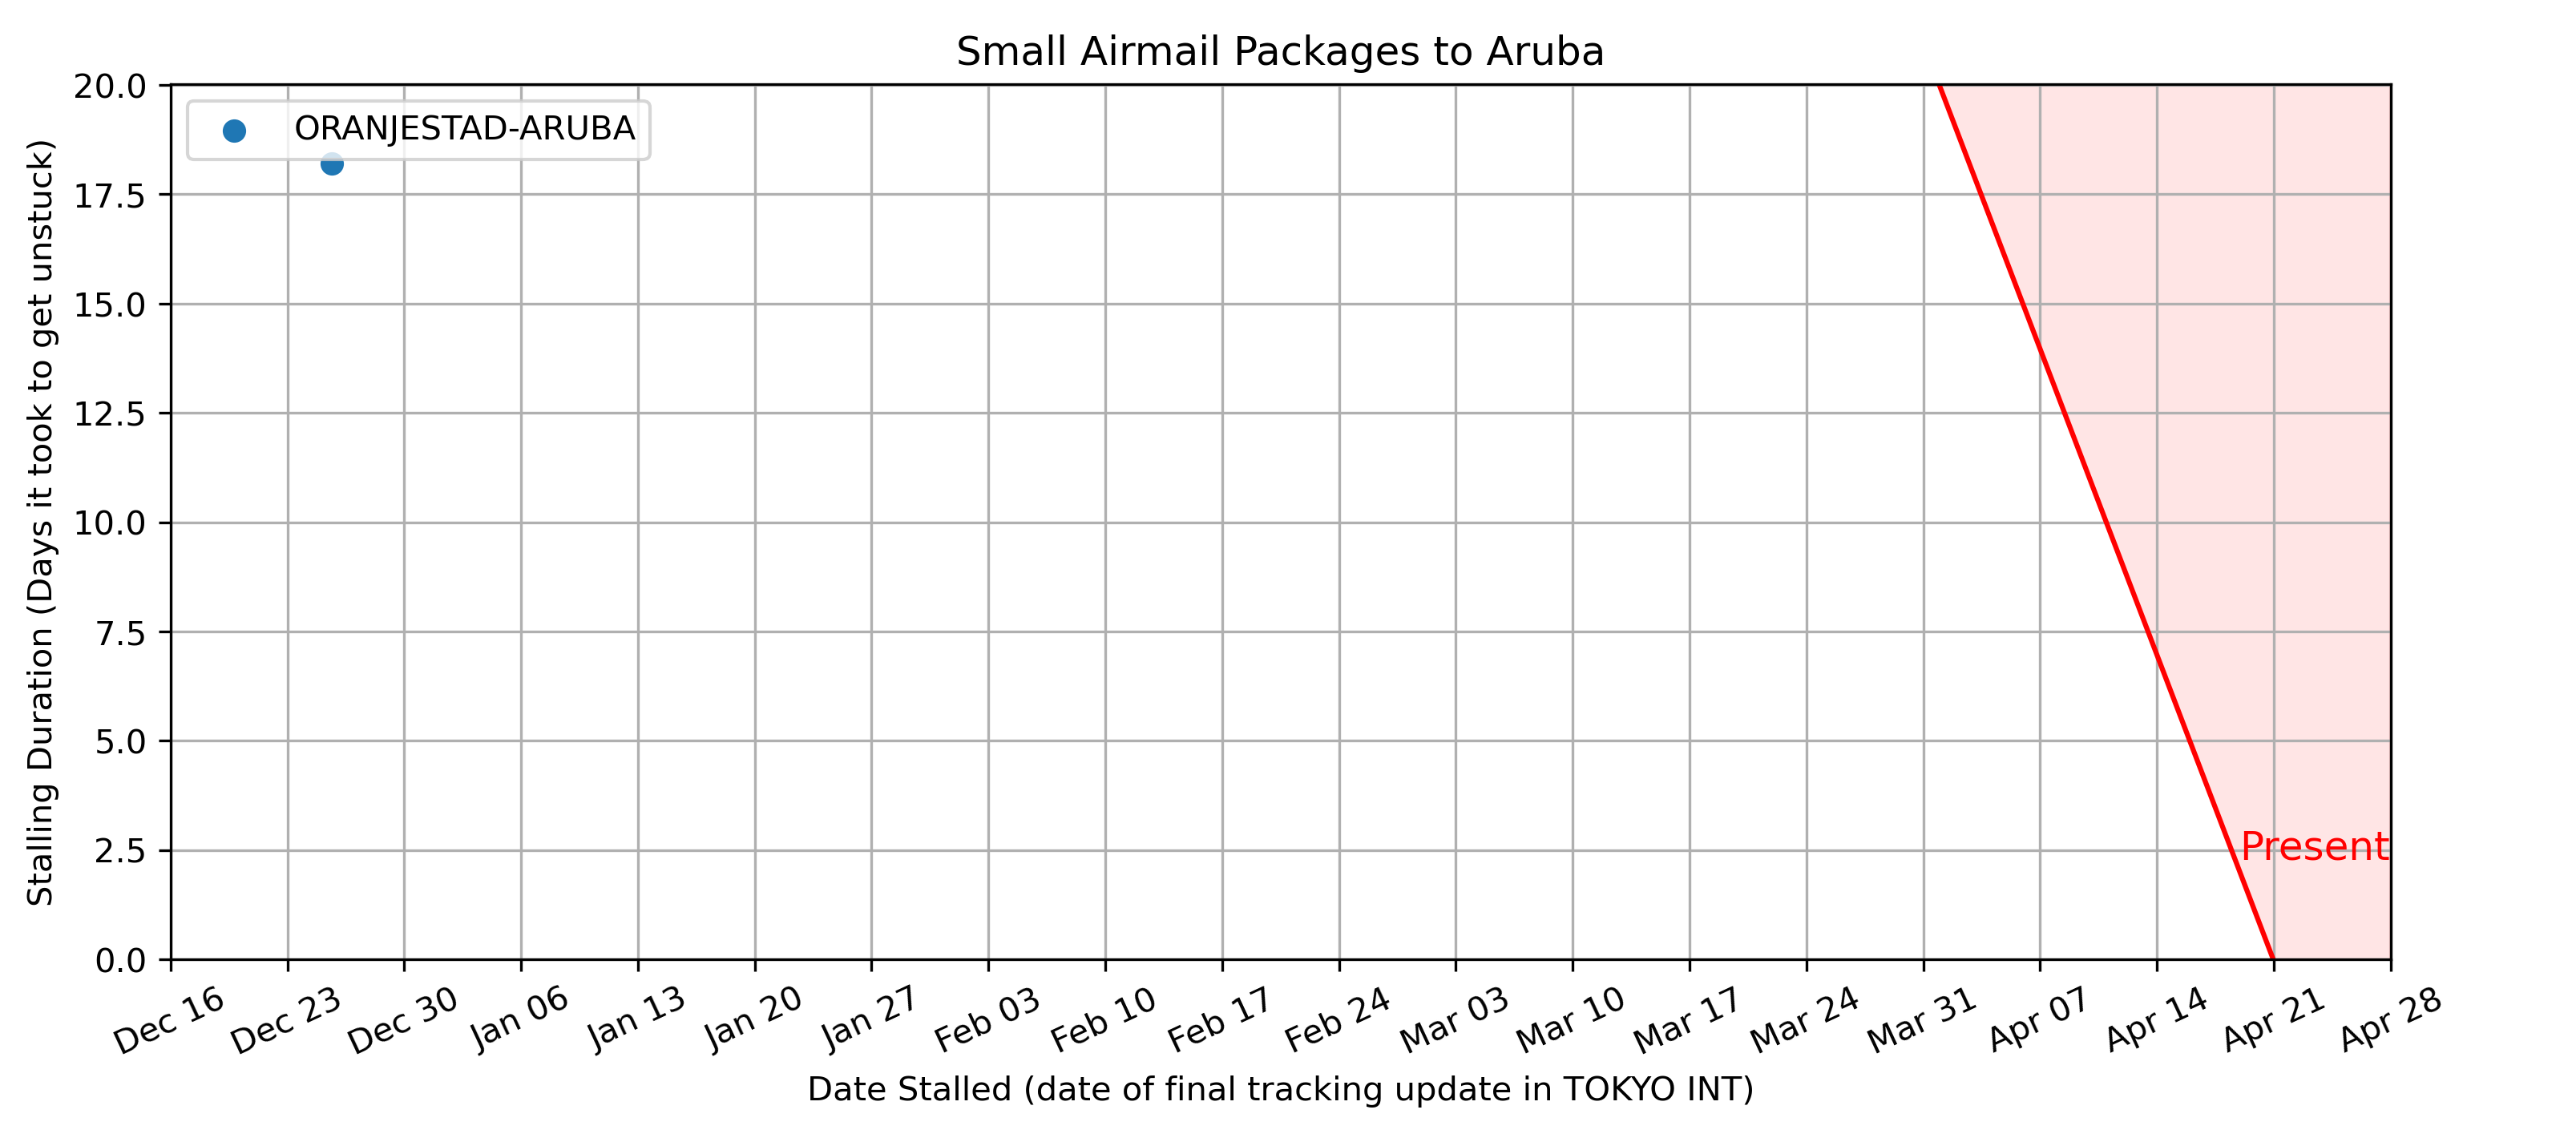 Small Airmail Packages to Aruba
ORANJESTAD-ARUBA
Stalling Duration (Days it took to get unstuck)
20.0
17.5
15.0
12.5
10.0
7.5
5.0
2.5
0.0
Present
Dec 16 Dec 23 Dec 30 Jan 06 Jan 13 Jan 20 Jan 27 Feb 03 Feb 10 Feb 17 Feb 24 Mar 03 Mar 10 Mar 17 Mar 24 Mar 31 Apr 07 Apr 14 Apr 21 Apr 28
Date Stalled (date of final tracking update in TOKYO INT)